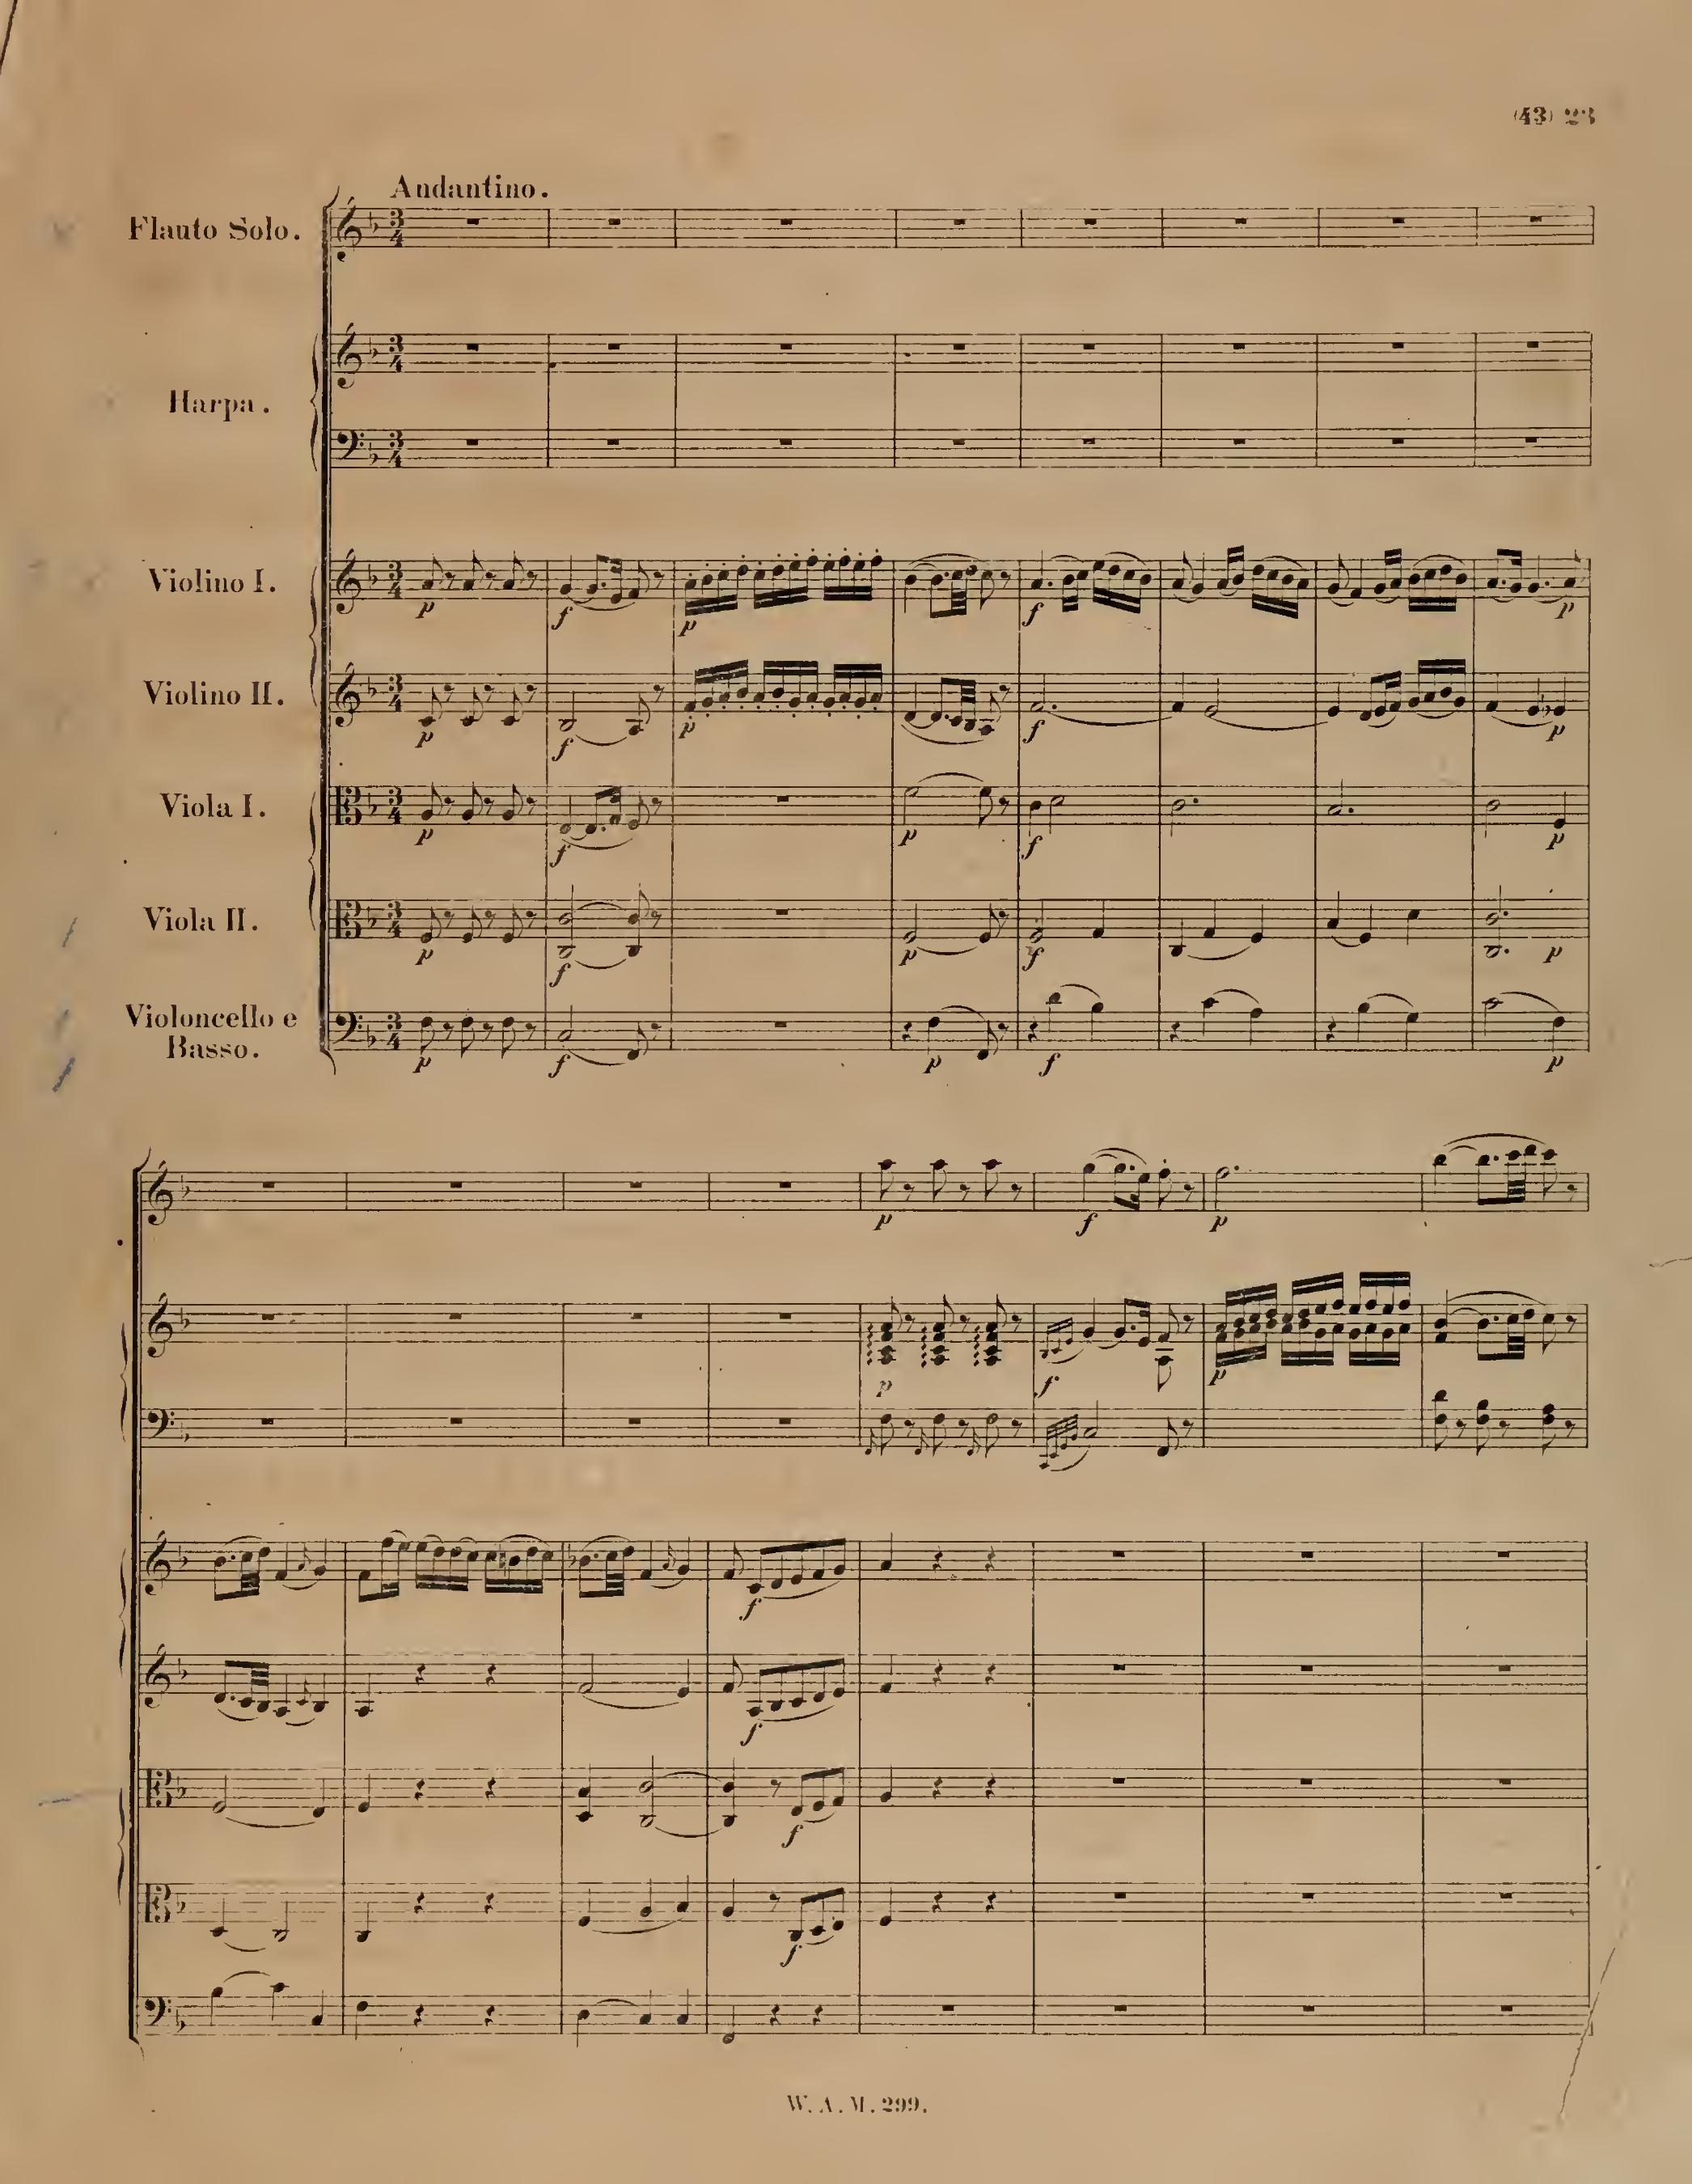 (43) 23
Andantino.
Flauto Solo.
Harpa.
Violino I.
Violino II.
Viola I.
Viola II.
Violoncello e
Basso.
p f p f p
p f p f p
p f p f p
p f p f p
p f p f p
p f p
p f p
f
f
f
f
W. A. M. 299.